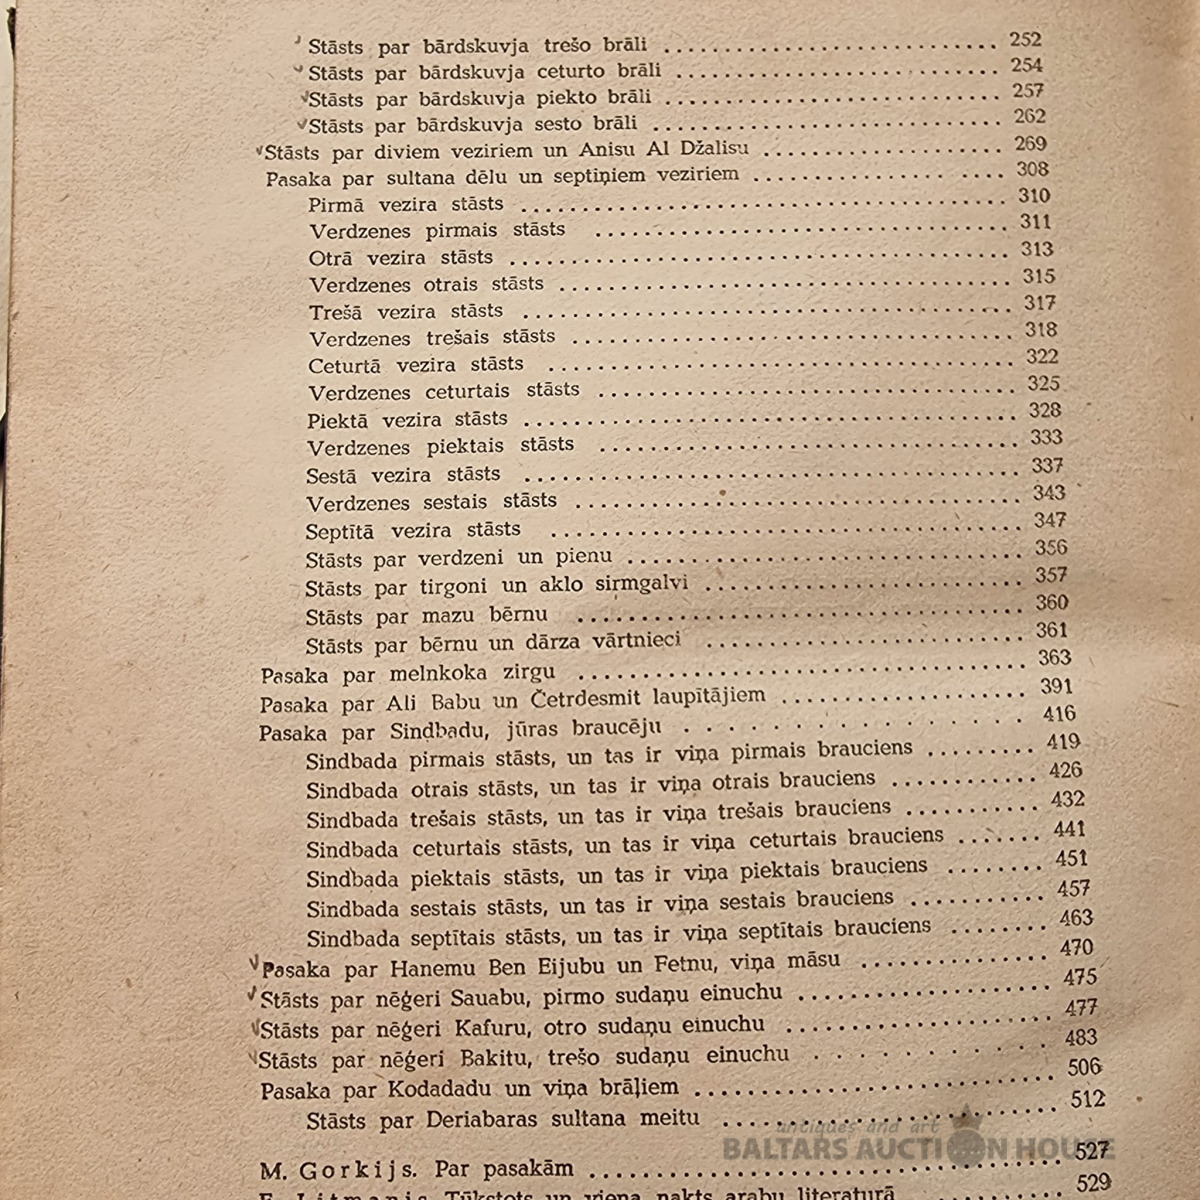 Stāsts par bārdskuvja trešo brāli . . . . . . . . . . . . 252
Stāsts par bārdskuvja ceturto brāli . . . . . . . . . . . . 254
Stāsts par bārdskuvja piekto brāli . . . . . . . . . . . . 257
Stāsts par bārdskuvja sesto brāli . . . . . . . . . . . . 262
Stāsts par diviem veziriem un Anisu Al Džalisu . . . . . . . . . . . . 269
Pasaka par sultana dēlu un septiņiem veziriem . . . . . . . . . . . . 308
Pirmā vezira stāsts . . . . . . . . . . . . 310
Verdzenes pirmais stāsts . . . . . . . . . . . . 311
Otrā vezira stāsts . . . . . . . . . . . . 313
Verdzenes otrais stāsts . . . . . . . . . . . . 315
Trešā vezira stāsts . . . . . . . . . . . . 317
Verdzenes trešais stāsts . . . . . . . . . . . . 318
Ceturtā vezira stāsts . . . . . . . . . . . . 322
Verdzenes ceturtais stāsts . . . . . . . . . . . . 325
Piektā vezira stāsts . . . . . . . . . . . . 328
Verdzenes piektais stāsts . . . . . . . . . . . . 333
Sestā vezira stāsts . . . . . . . . . . . . 337
Verdzenes sestais stāsts . . . . . . . . . . . . 343
Septītā vezira stāsts . . . . . . . . . . . . 347
Stāsts par verdzeni un pienu . . . . . . . . . . . . 356
Stāsts par tirgoni un aklo sirmgalvi . . . . . . . . . . . . 357
Stāsts par mazu bērnu . . . . . . . . . . . . 360
Stāsts par bērnu un dārza vārtnieci . . . . . . . . . . . . 361
Pasaka par melnkoka zirgu . . . . . . . . . . . . 363
Pasaka par Ali Babu un Četrdesmit laupītājiem . . . . . . . . . . . . 391
Pasaka par Sindbadu, jūras braucēju . . . . . . . . . . . . 416
Sindbada pirmais stāsts, un tas ir viņa pirmais brauciens . . . . . . . . . 419
Sindbada otrais stāsts, un tas ir viņa otrais brauciens . . . . . . . . . . . . 426
Sindbada trešais stāsts, un tas ir viņa trešais brauciens . . . . . . . . . . . 432
Sindbada ceturtais stāsts, un tas ir viņa ceturtais brauciens . . . . . . . 441
Sindbada piektais stāsts, un tas ir viņa piektais brauciens . . . . . . . . 451
Sindbada sestais stāsts, un tas ir viņa sestais brauciens . . . . . . . . . . . 457
Sindbada septītais stāsts, un tas ir viņa septītais brauciens . . . . . . . . 463
Pasaka par Hanemu Ben Eijubu un Fetnu, viņa māsu . . . . . . . . . . . . 470
Stāsts par nēģeri Sauabu, pirmo sudaņu einuchu . . . . . . . . . . . . 475
Stāsts par nēģeri Kafuru, otro sudaņu einuchu . . . . . . . . . . . . 477
Stāsts par nēģeri Bakitu, trešo sudaņu einuchu . . . . . . . . . . . . 483
Pasaka par Kodadadu un viņa brāļiem . . . . . . . . . . . . 506
Stāsts par Deriabaras sultana meitu . . . . . . . . . . . . 512
antiques and art
BALTARS AUCTION HOUSE
M. Gorkijs. Par pasakām . . . . . . . . . . . . 527
E. Litmanis. Tūkstots un viena nakts arabu literaturā . . . . . . . . . . . . 529